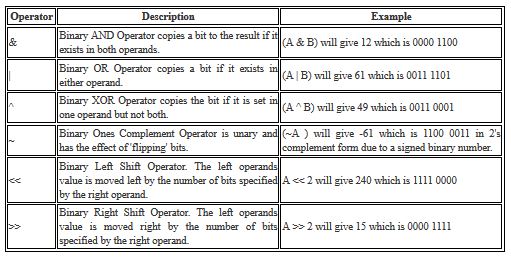 Operator Description Example
& Binary AND Operator copies a bit to the result if it (A & B) will give 12 which is 0000 1100
exists in both operands.
| Binary OR Operator copies a bit if it exists in (A | B) will give 61 which is 0011 1101
either operand.
^ Binary XOR Operator copies the bit if it is set in (A ^ B) will give 49 which is 0011 0001
one operand but not both.
~ Binary Ones Complement Operator is unary and (~A ) will give -61 which is 1100 0011 in 2's
has the effect of 'flipping' bits. complement form due to a signed binary number.
<< Binary Left Shift Operator. The left operands A << 2 will give 240 which is 1111 0000
value is moved left by the number of bits specified
by the right operand.
>> Binary Right Shift Operator. The left operands A >> 2 will give 15 which is 0000 1111
value is moved right by the number of bits
specified by the right operand.